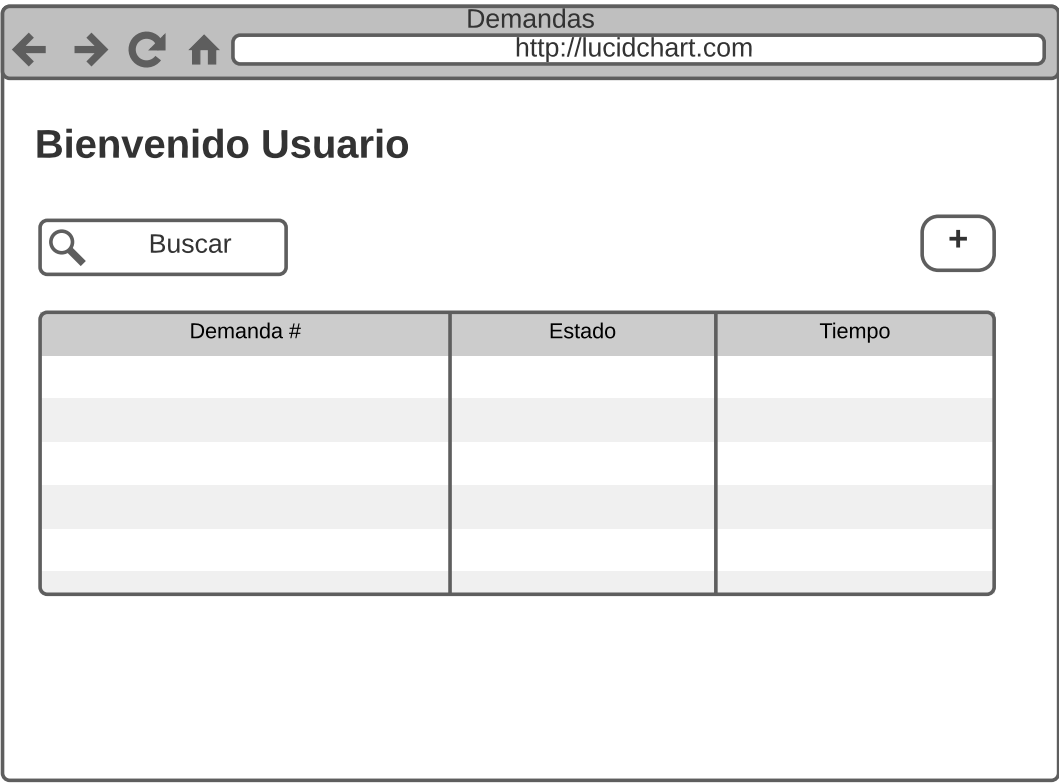 Demandas
http://lucidchart.com
Bienvenido Usuario
Buscar
+
Demanda # Estado Tiempo